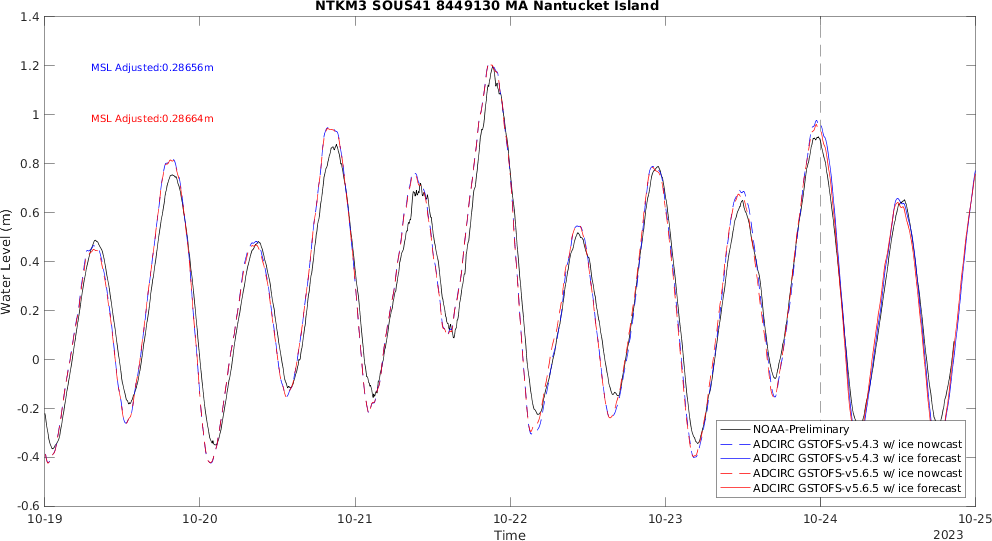 NTKM3 SOUS41 8449130 MA Nantucket Island
1.4
1.2
1
0.8
0.6
0.4
0.2
0
-0.2
-0.4
-0.6
Water Level (m)
MSL Adjusted:0.28656m
MSL Adjusted:0.28664m
NOAA-Preliminary
ADCIRC GSTOFS-v5.4.3 w/ ice nowcast
ADCIRC GSTOFS-v5.4.3 w/ ice forecast
ADCIRC GSTOFS-v5.6.5 w/ ice nowcast
ADCIRC GSTOFS-v5.6.5 w/ ice forecast
10-19 10-20 10-21 10-22 10-23 10-24 10-25
Time
2023